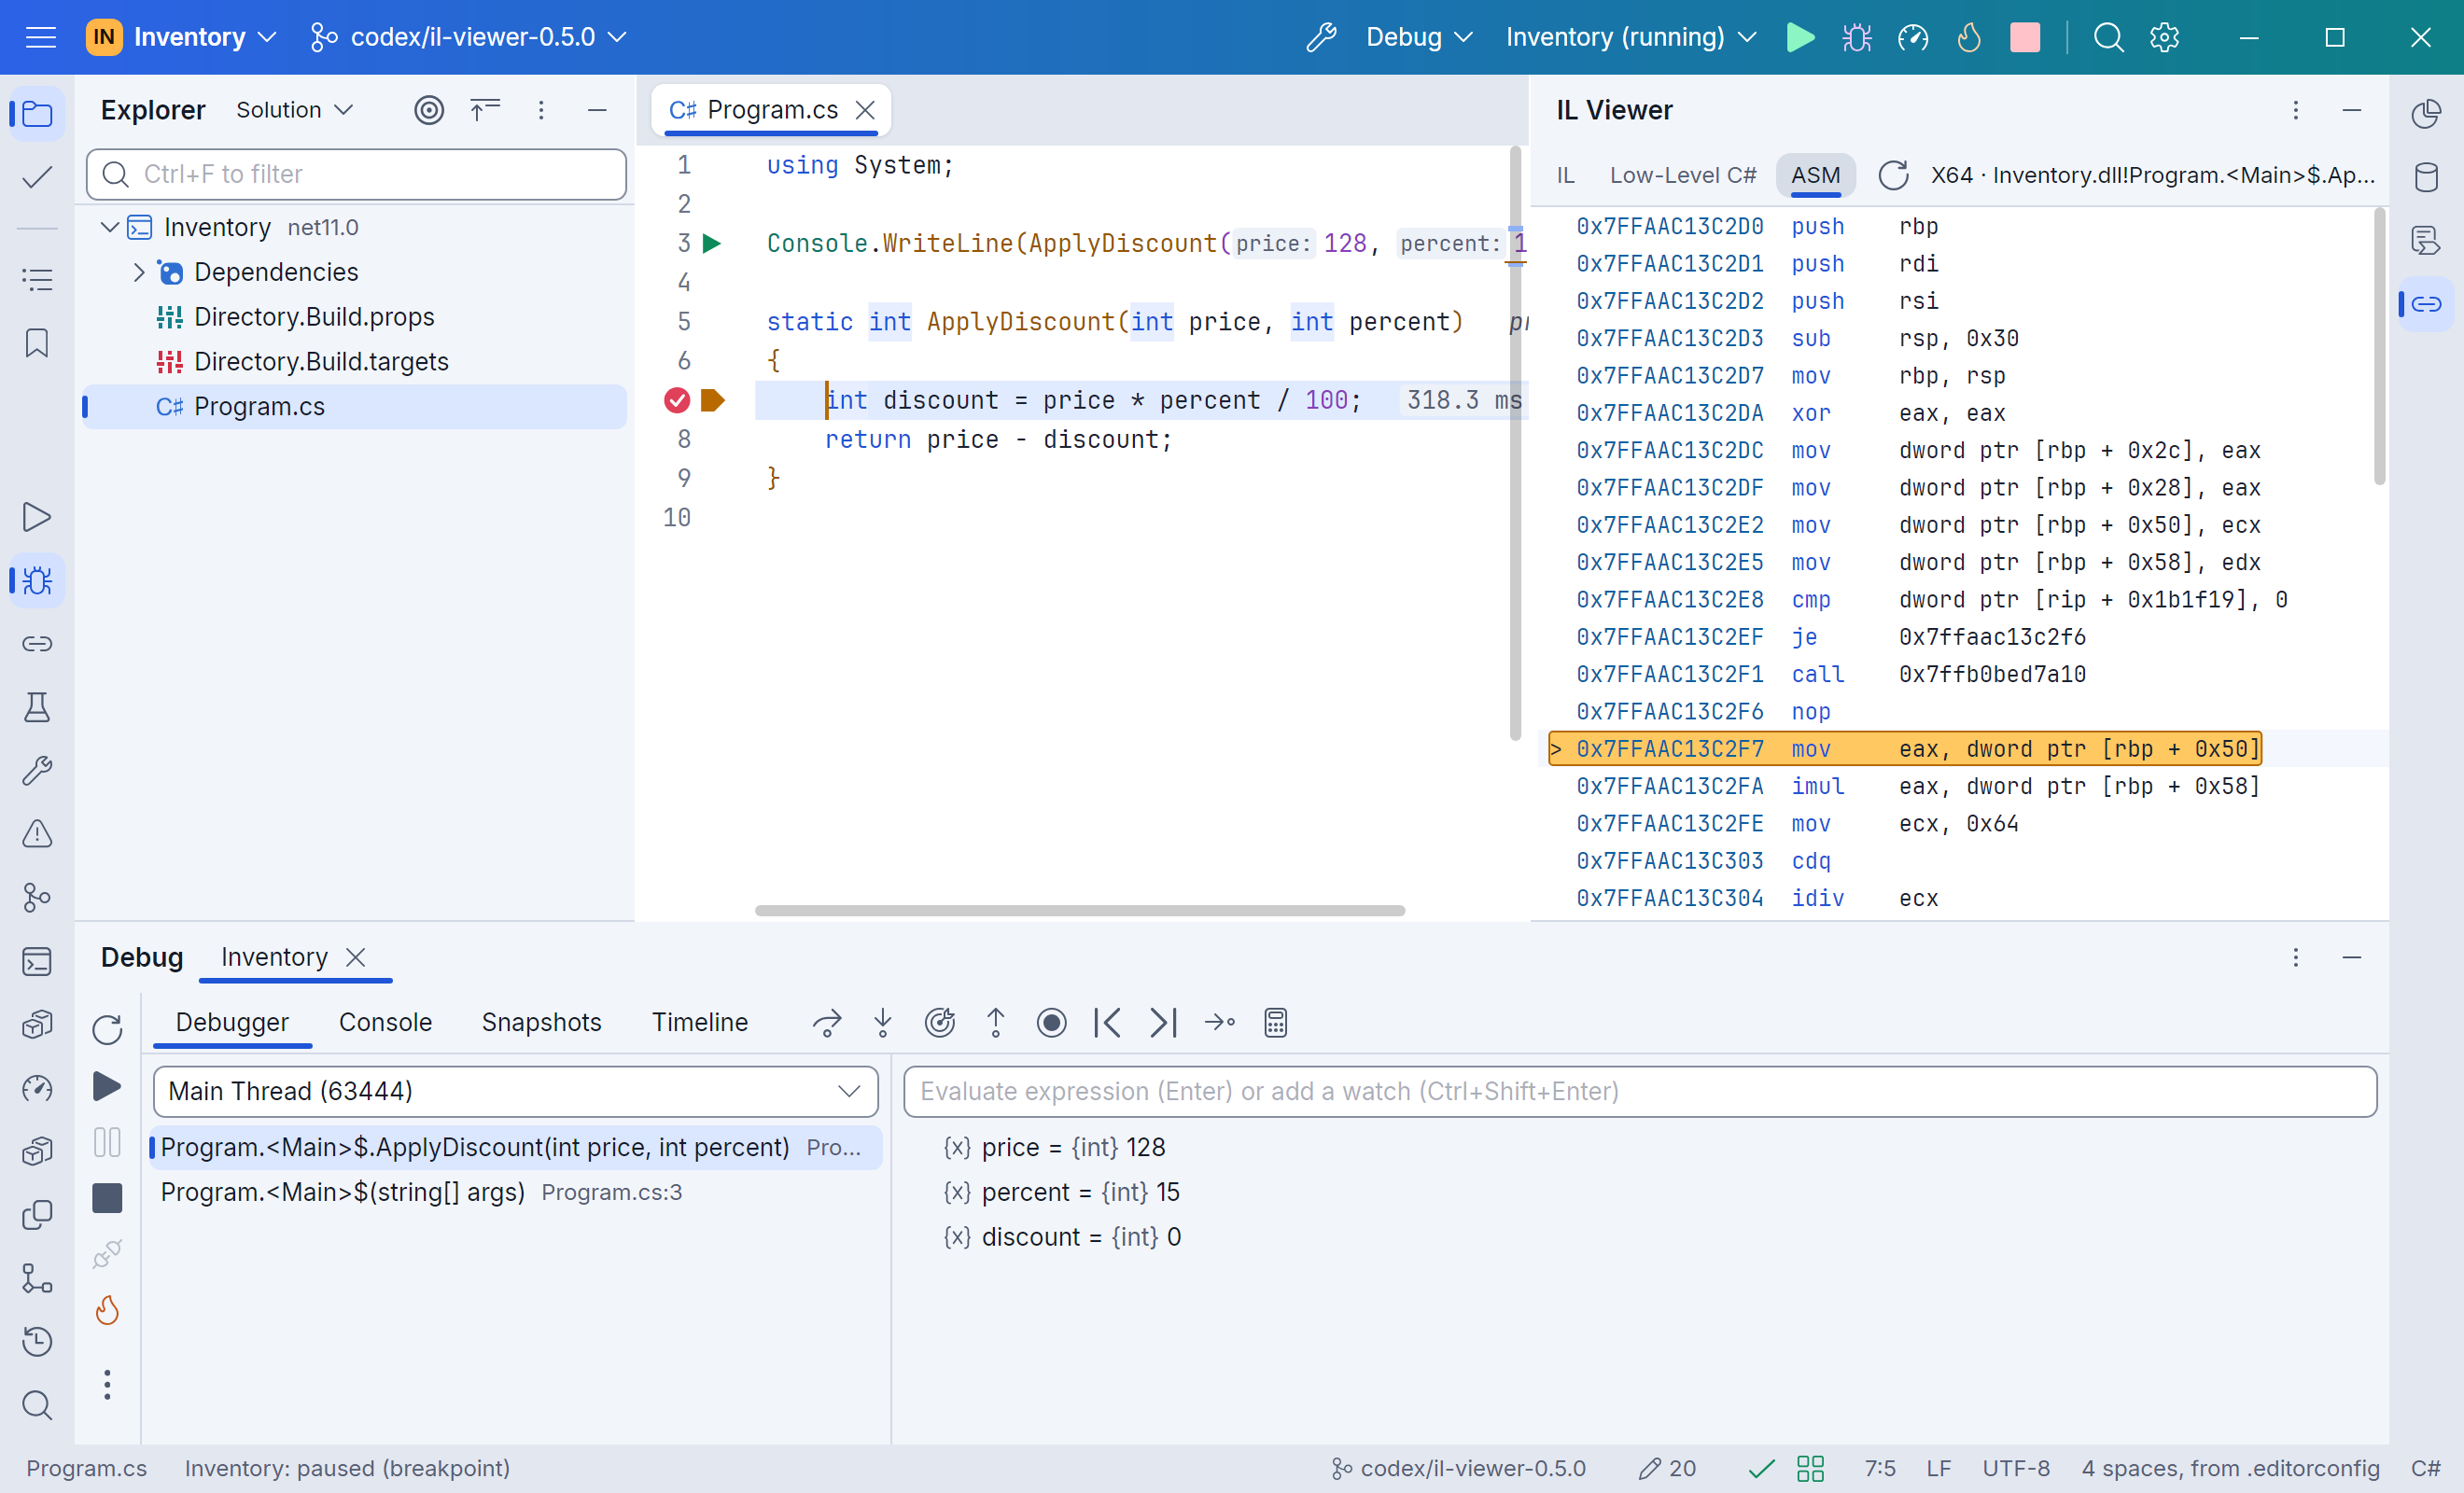 IN Inventory codex/il-viewer-0.5.0 Debug Inventory (running)
Explorer Solution
Ctrl+F to filter
Inventory net11.0
Dependencies
Directory.Build.props
Directory.Build.targets
C# Program.cs
C# Program.cs
1 using System;
2
3 Console.WriteLine(ApplyDiscount(price: 128, percent: 1
4
5 static int ApplyDiscount(int price, int percent)
6 {
int discount = price * percent / 100; 318.3 ms
8 return price - discount;
9 }
10
IL Viewer
IL Low-Level C# ASM X64 · Inventory.dll!Program.<Main>$.Ap...
0x7FFAAC13C2D0 push rbp
0x7FFAAC13C2D1 push rdi
0x7FFAAC13C2D2 push rsi
0x7FFAAC13C2D3 sub rsp, 0x30
0x7FFAAC13C2D7 mov rbp, rsp
0x7FFAAC13C2DA xor eax, eax
0x7FFAAC13C2DC mov dword ptr [rbp + 0x2c], eax
0x7FFAAC13C2DF mov dword ptr [rbp + 0x28], eax
0x7FFAAC13C2E2 mov dword ptr [rbp + 0x50], ecx
0x7FFAAC13C2E5 mov dword ptr [rbp + 0x58], edx
0x7FFAAC13C2E8 cmp dword ptr [rip + 0x1b1f19], 0
0x7FFAAC13C2EF je 0x7ffaac13c2f6
0x7FFAAC13C2F1 call 0x7ffb0bed7a10
0x7FFAAC13C2F6 nop
> 0x7FFAAC13C2F7 mov eax, dword ptr [rbp + 0x50]
0x7FFAAC13C2FA imul eax, dword ptr [rbp + 0x58]
0x7FFAAC13C2FE mov ecx, 0x64
0x7FFAAC13C303 cdq
0x7FFAAC13C304 idiv ecx
Debug Inventory
Debugger Console Snapshots Timeline
Main Thread (63444)
Program.<Main>$.ApplyDiscount(int price, int percent) Pro...
Program.<Main>$(string[] args) Program.cs:3
Evaluate expression (Enter) or add a watch (Ctrl+Shift+Enter)
{x} price = {int} 128
{x} percent = {int} 15
{x} discount = {int} 0
Program.cs Inventory: paused (breakpoint) codex/il-viewer-0.5.0 20 7:5 LF UTF-8 4 spaces, from .editorconfig C#